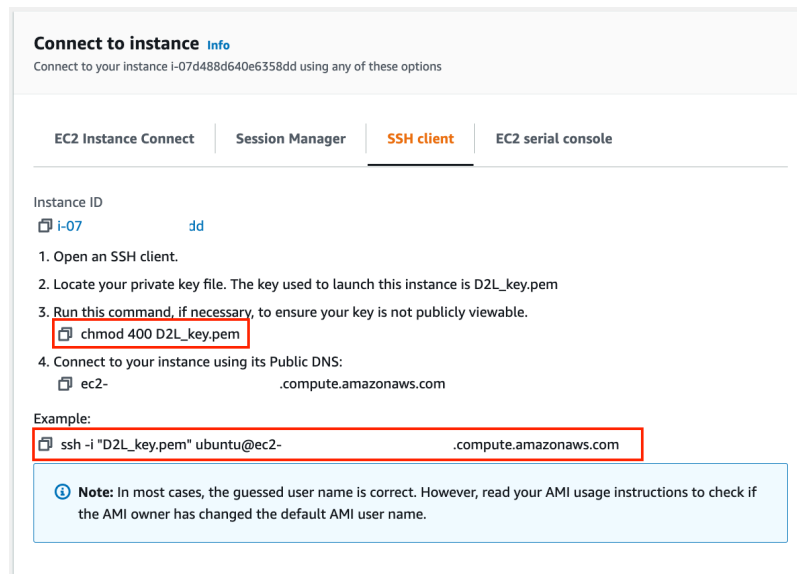 Connect to instance Info
Connect to your instance i-07d488d640e6358dd using any of these options
EC2 Instance Connect Session Manager SSH client EC2 serial console
Instance ID
i-07 dd
1. Open an SSH client.
2. Locate your private key file. The key used to launch this instance is D2L_key.pem
3. Run this command, if necessary, to ensure your key is not publicly viewable.
chmod 400 D2L_key.pem
4. Connect to your instance using its Public DNS:
ec2- .compute.amazonaws.com
Example:
ssh -i "D2L_key.pem" ubuntu@ec2- .compute.amazonaws.com
Note: In most cases, the guessed user name is correct. However, read your AMI usage instructions to check if
the AMI owner has changed the default AMI user name.